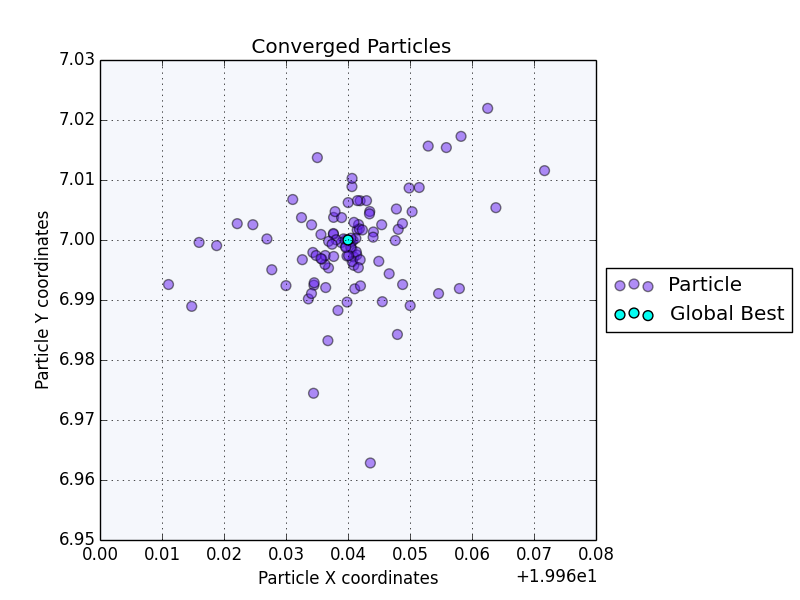 Converged Particles
7.03
7.02
7.01
7.00
6.99
6.98
6.97
6.96
6.95
Particle Y coordinates
0.00 0.01 0.02 0.03 0.04 0.05 0.06 0.07 0.08
+1.996e1
Particle X coordinates
Particle
Global Best